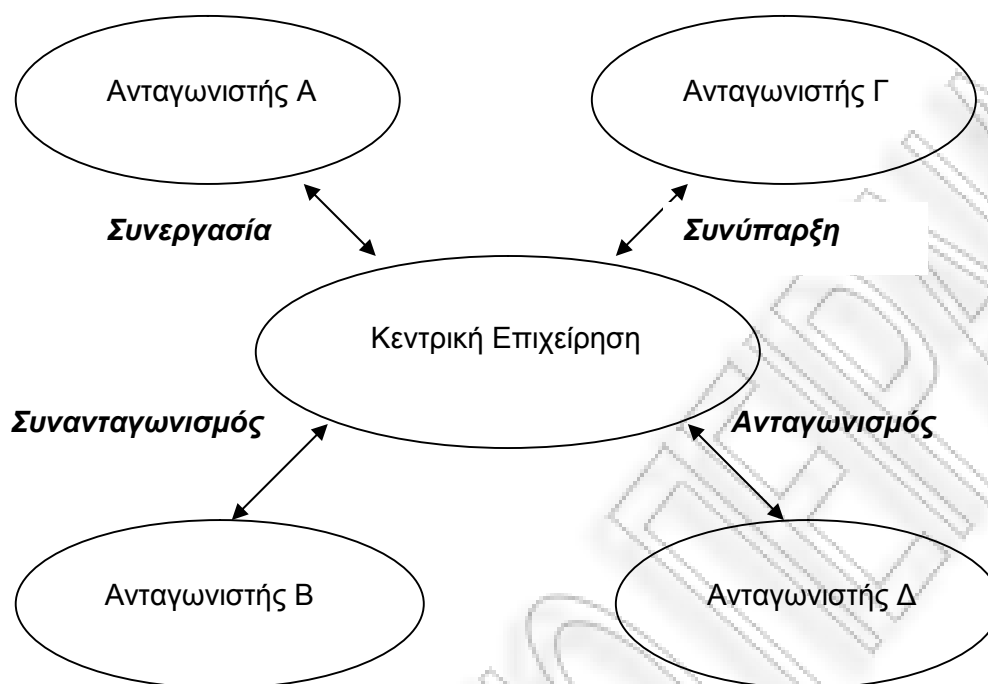 Ανταγωνιστής Α
Ανταγωνιστής Γ
Συνεργασία
Συνύπαρξη
Κεντρική Επιχείρηση
Συνανταγωνισμός
Ανταγωνισμός
Ανταγωνιστής Β
Ανταγωνιστής Δ